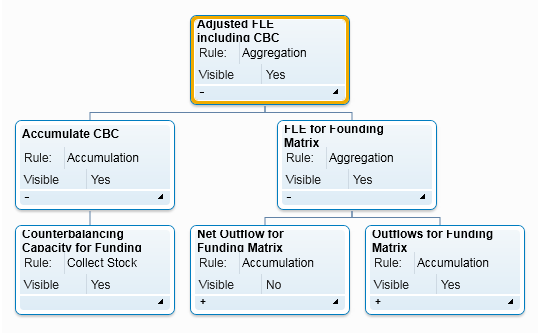 Adjusted FLE
including CBC
Rule: Aggregation
Visible Yes
-
Accumulate CBC
Rule: Accumulation
Visible Yes
-
FLE for Founding
Matrix
Rule: Aggregation
Visible Yes
-
Counterbalancing
Capacity for Funding
Rule: Collect Stock
Visible Yes
Net Outflow for
Funding Matrix
Rule: Accumulation
Visible No
+
Outflows for Funding
Matrix
Rule: Accumulation
Visible Yes
+